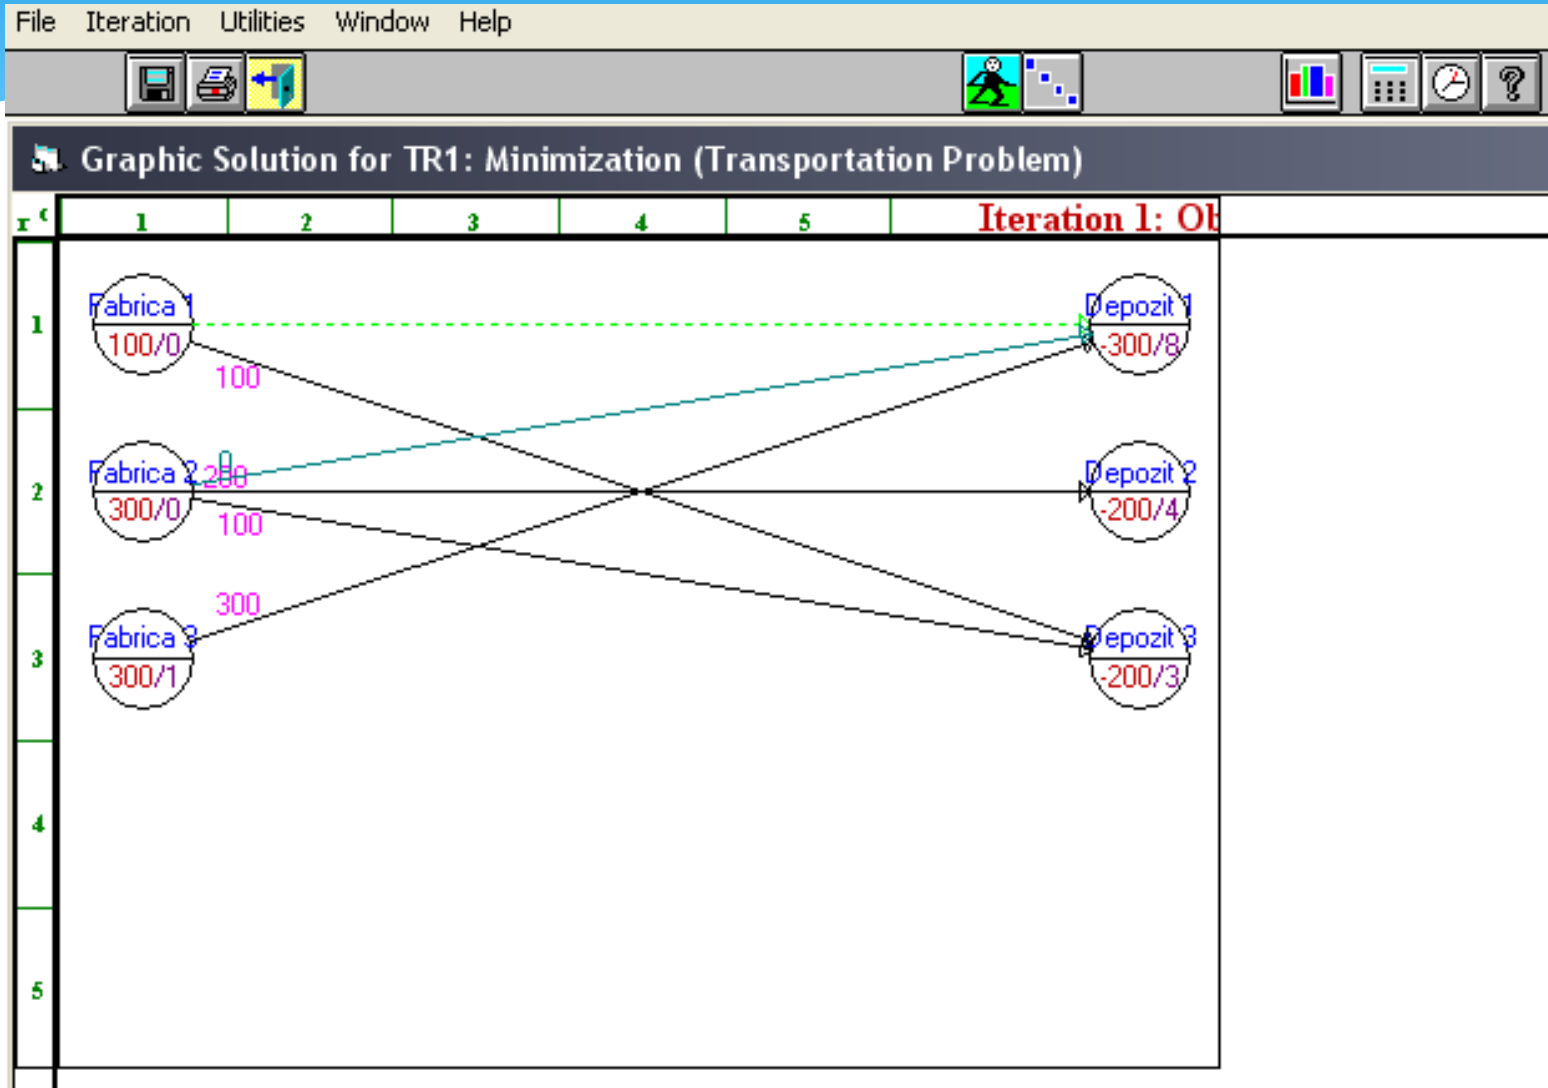 File Iteration Utilities Window Help
Graphic Solution for TR1: Minimization (Transportation Problem)
r c 1 2 3 4 5 Iteration 1: Ob
1
Fabrica 1
100/0
100
Depozit 1
-300/8
2
Fabrica 2
300/0
0
200
100
Depozit 2
-200/4
3
Fabrica 3
300/1
300
Depozit 3
-200/3
4
5